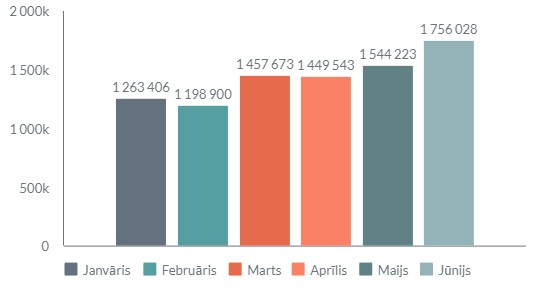 2 000k
1 756 028
1 544 223
1 457 673 1 449 543
1 500k
1 263 406 1 198 900
1 000k
500k
0
Janvāris Februāris Marts Aprīlis Maijs Jūnijs